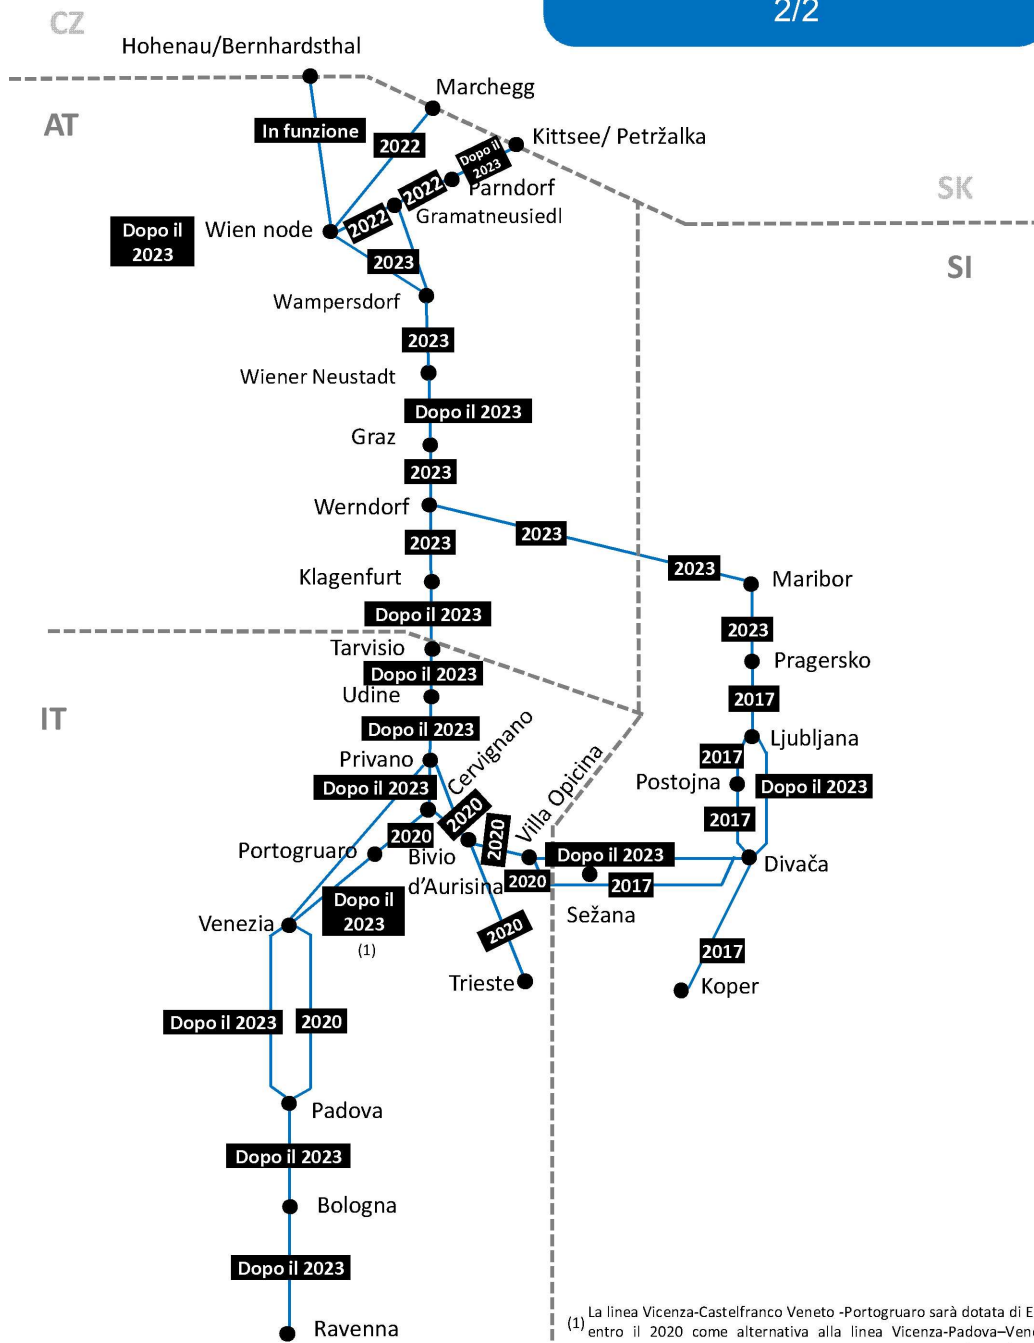 2/2
CZ
Hohenau/Bernhardsthal
Marchegg
AT
In funzione
2022
Kittsee/ Petržalka
Dopo il
2023
Parndorf
SK
2022
Gramatneusiedl
Dopo il
2023
Wien node
2022
2023
SI
Wampersdorf
2023
Wiener Neustadt
Dopo il 2023
Graz
2023
Werndorf
2023
2023
2023
Klagenfurt
Maribor
Dopo il 2023
2023
Tarvisio
Pragersko
Dopo il 2023
Udine
2017
IT
Dopo il 2023
Cervignano
Ljubljana
Privano
Villa Opicina
2017
Dopo il 2023
Postojna
Dopo il 2023
2020
2017
2020
2020
Portogruaro
Bivio
d'Aurisina
Dopo il 2023
Divača
2020
2017
Dopo il
2023
(1)
Sežana
Venezia
2020
2017
Trieste
Koper
Dopo il 2023
2020
Padova
Dopo il 2023
Bologna
Dopo il 2023
Ravenna
(1) La linea Vicenza-Castelfranco Veneto -Portogruaro sarà dotata di E
entro il 2020 come alternativa alla linea Vicenza-Padova–Ven